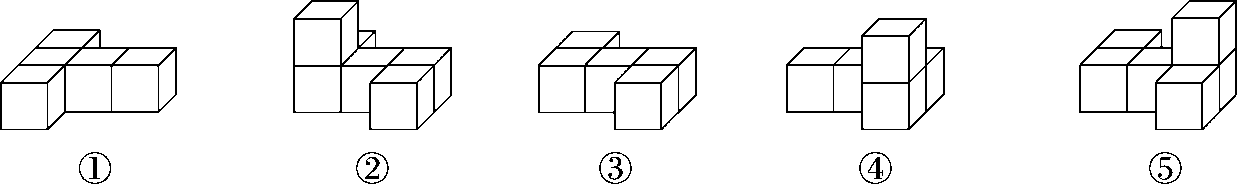 ① ② ③ ④ ⑤